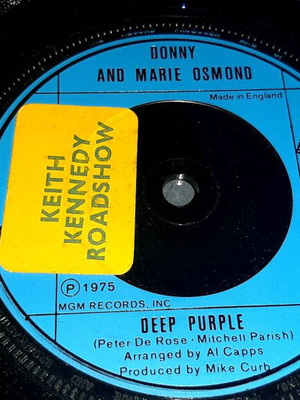 DONNY
AND MARIE OSMOND
Made in England
KEITH
KENNEDY
ROADSHOW
Ⓟ 1975
MGM RECORDS, INC
DEEP PURPLE
(Peter De Rose - Mitchell Parish)
Arranged by Al Capps
Produced by Mike Curb